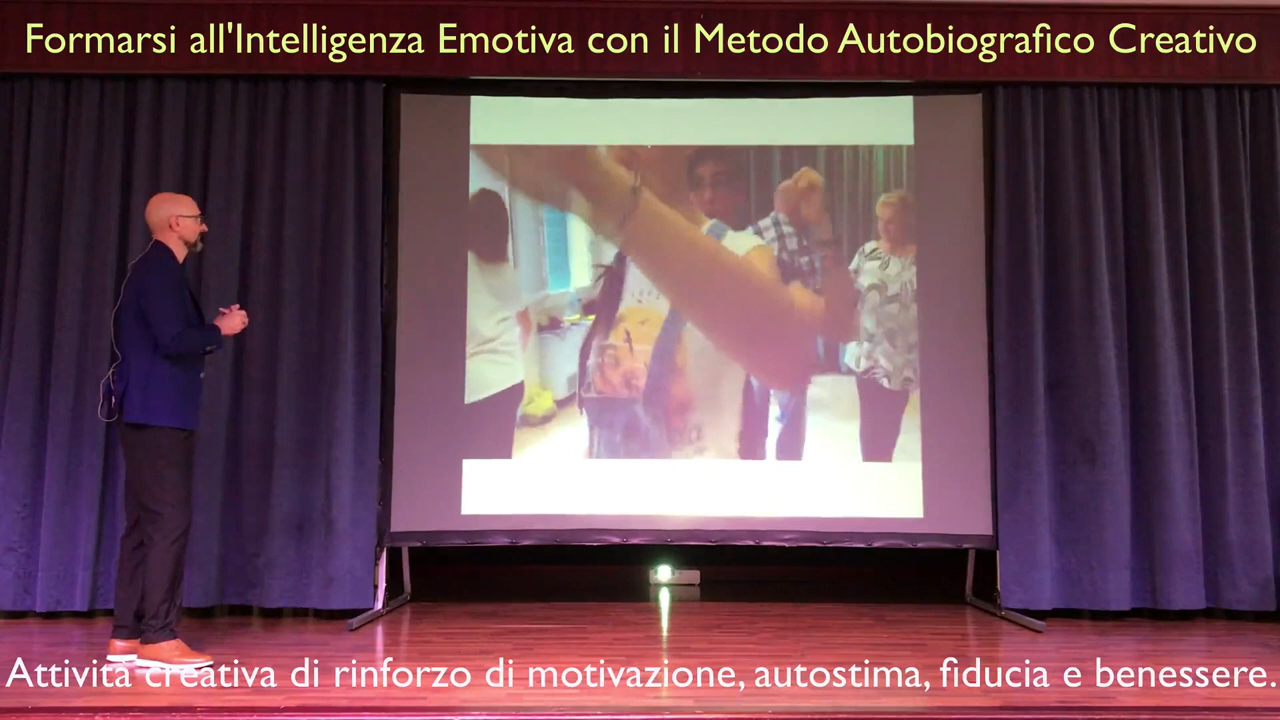 Formarsi all'Intelligenza Emotiva con il Metodo Autobiografico Creativo
Attività creativa di rinforzo di motivazione, autostima, fiducia e benessere.